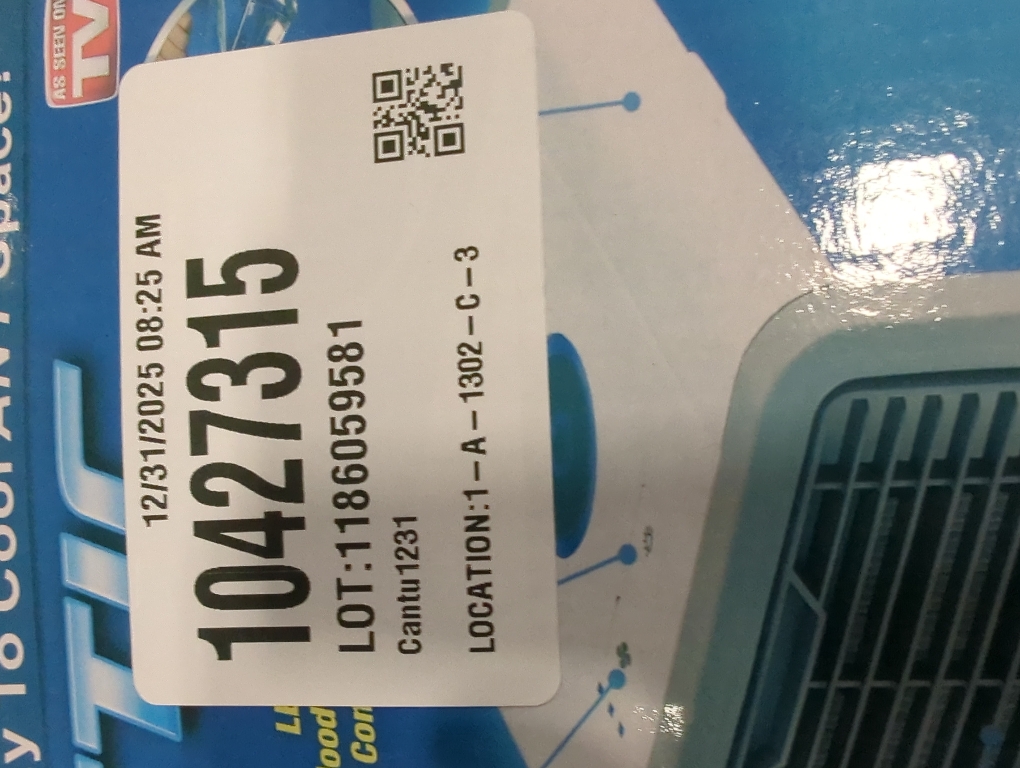 AS SEEN ON
TV
12/31/2025 08:25 AM
10427315
LOT:1186059581
Cantu1231
LOCATION:1-A-1302-C-3
To Cool ANY Space!